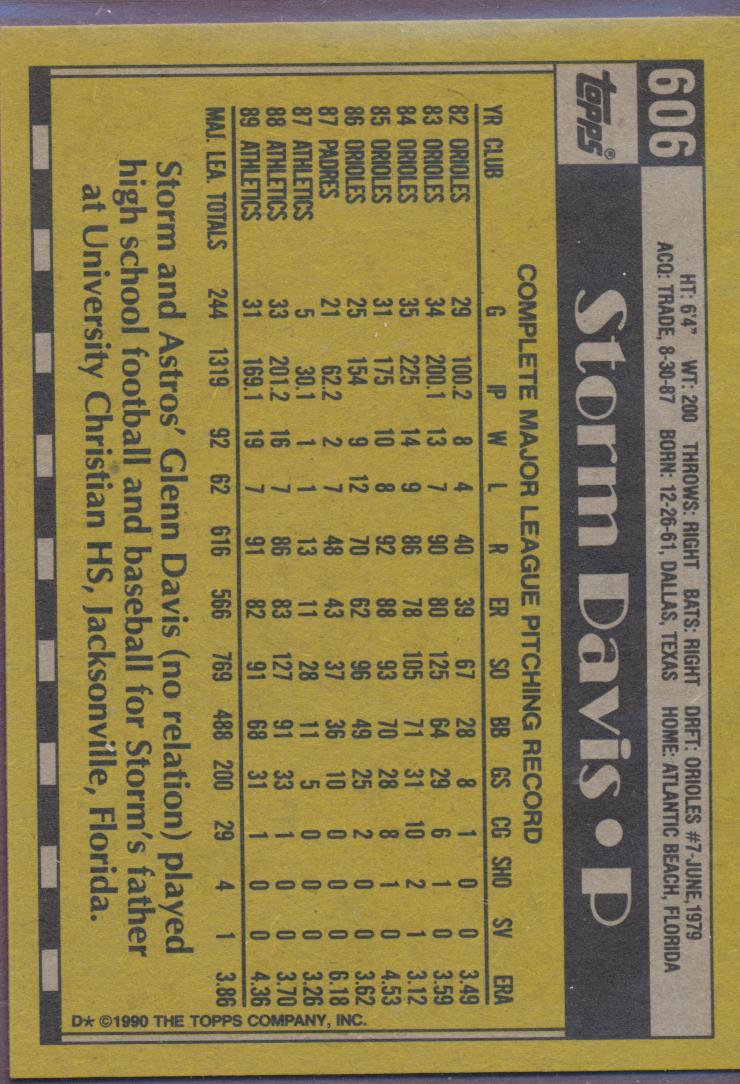 606
HT: 6'4" WT: 200 THROWS: RIGHT BATS: RIGHT DRFT: ORIOLES #7-JUNE, 1979
ACQ: TRADE, 8-30-87 BORN: 12-26-61, DALLAS, TEXAS HOME: ATLANTIC BEACH, FLORIDA
TOPPS®
Storm Davis • P
COMPLETE MAJOR LEAGUE PITCHING RECORD
YR CLUB G IP W L R ER SO BB GS CG SHO SV ERA
82 ORIOLES 29 100.2 8 4 40 39 67 28 8 1 0 0 3.49
83 ORIOLES 34 200.1 13 7 90 80 125 64 29 6 1 0 3.59
84 ORIOLES 35 225 14 9 86 78 105 71 31 10 2 1 3.12
85 ORIOLES 31 175 10 8 92 88 93 70 28 8 1 0 4.53
86 ORIOLES 25 154 9 12 70 62 96 49 25 2 0 0 3.62
87 PADRES 21 62.2 2 7 48 43 37 36 10 0 0 0 6.18
87 ATHLETICS 5 30.1 1 1 13 11 28 11 5 0 0 0 3.26
88 ATHLETICS 33 201.2 16 7 86 83 127 91 33 1 0 0 3.70
89 ATHLETICS 31 169.1 19 7 91 82 91 68 31 1 0 0 4.36
MAJ. LEA. TOTALS 244 1319 92 62 616 566 769 488 200 29 4 1 3.86
Storm and Astros' Glenn Davis (no relation) played
high school football and baseball for Storm's father
at University Christian HS, Jacksonville, Florida.
D* ©1990 THE TOPPS COMPANY, INC.